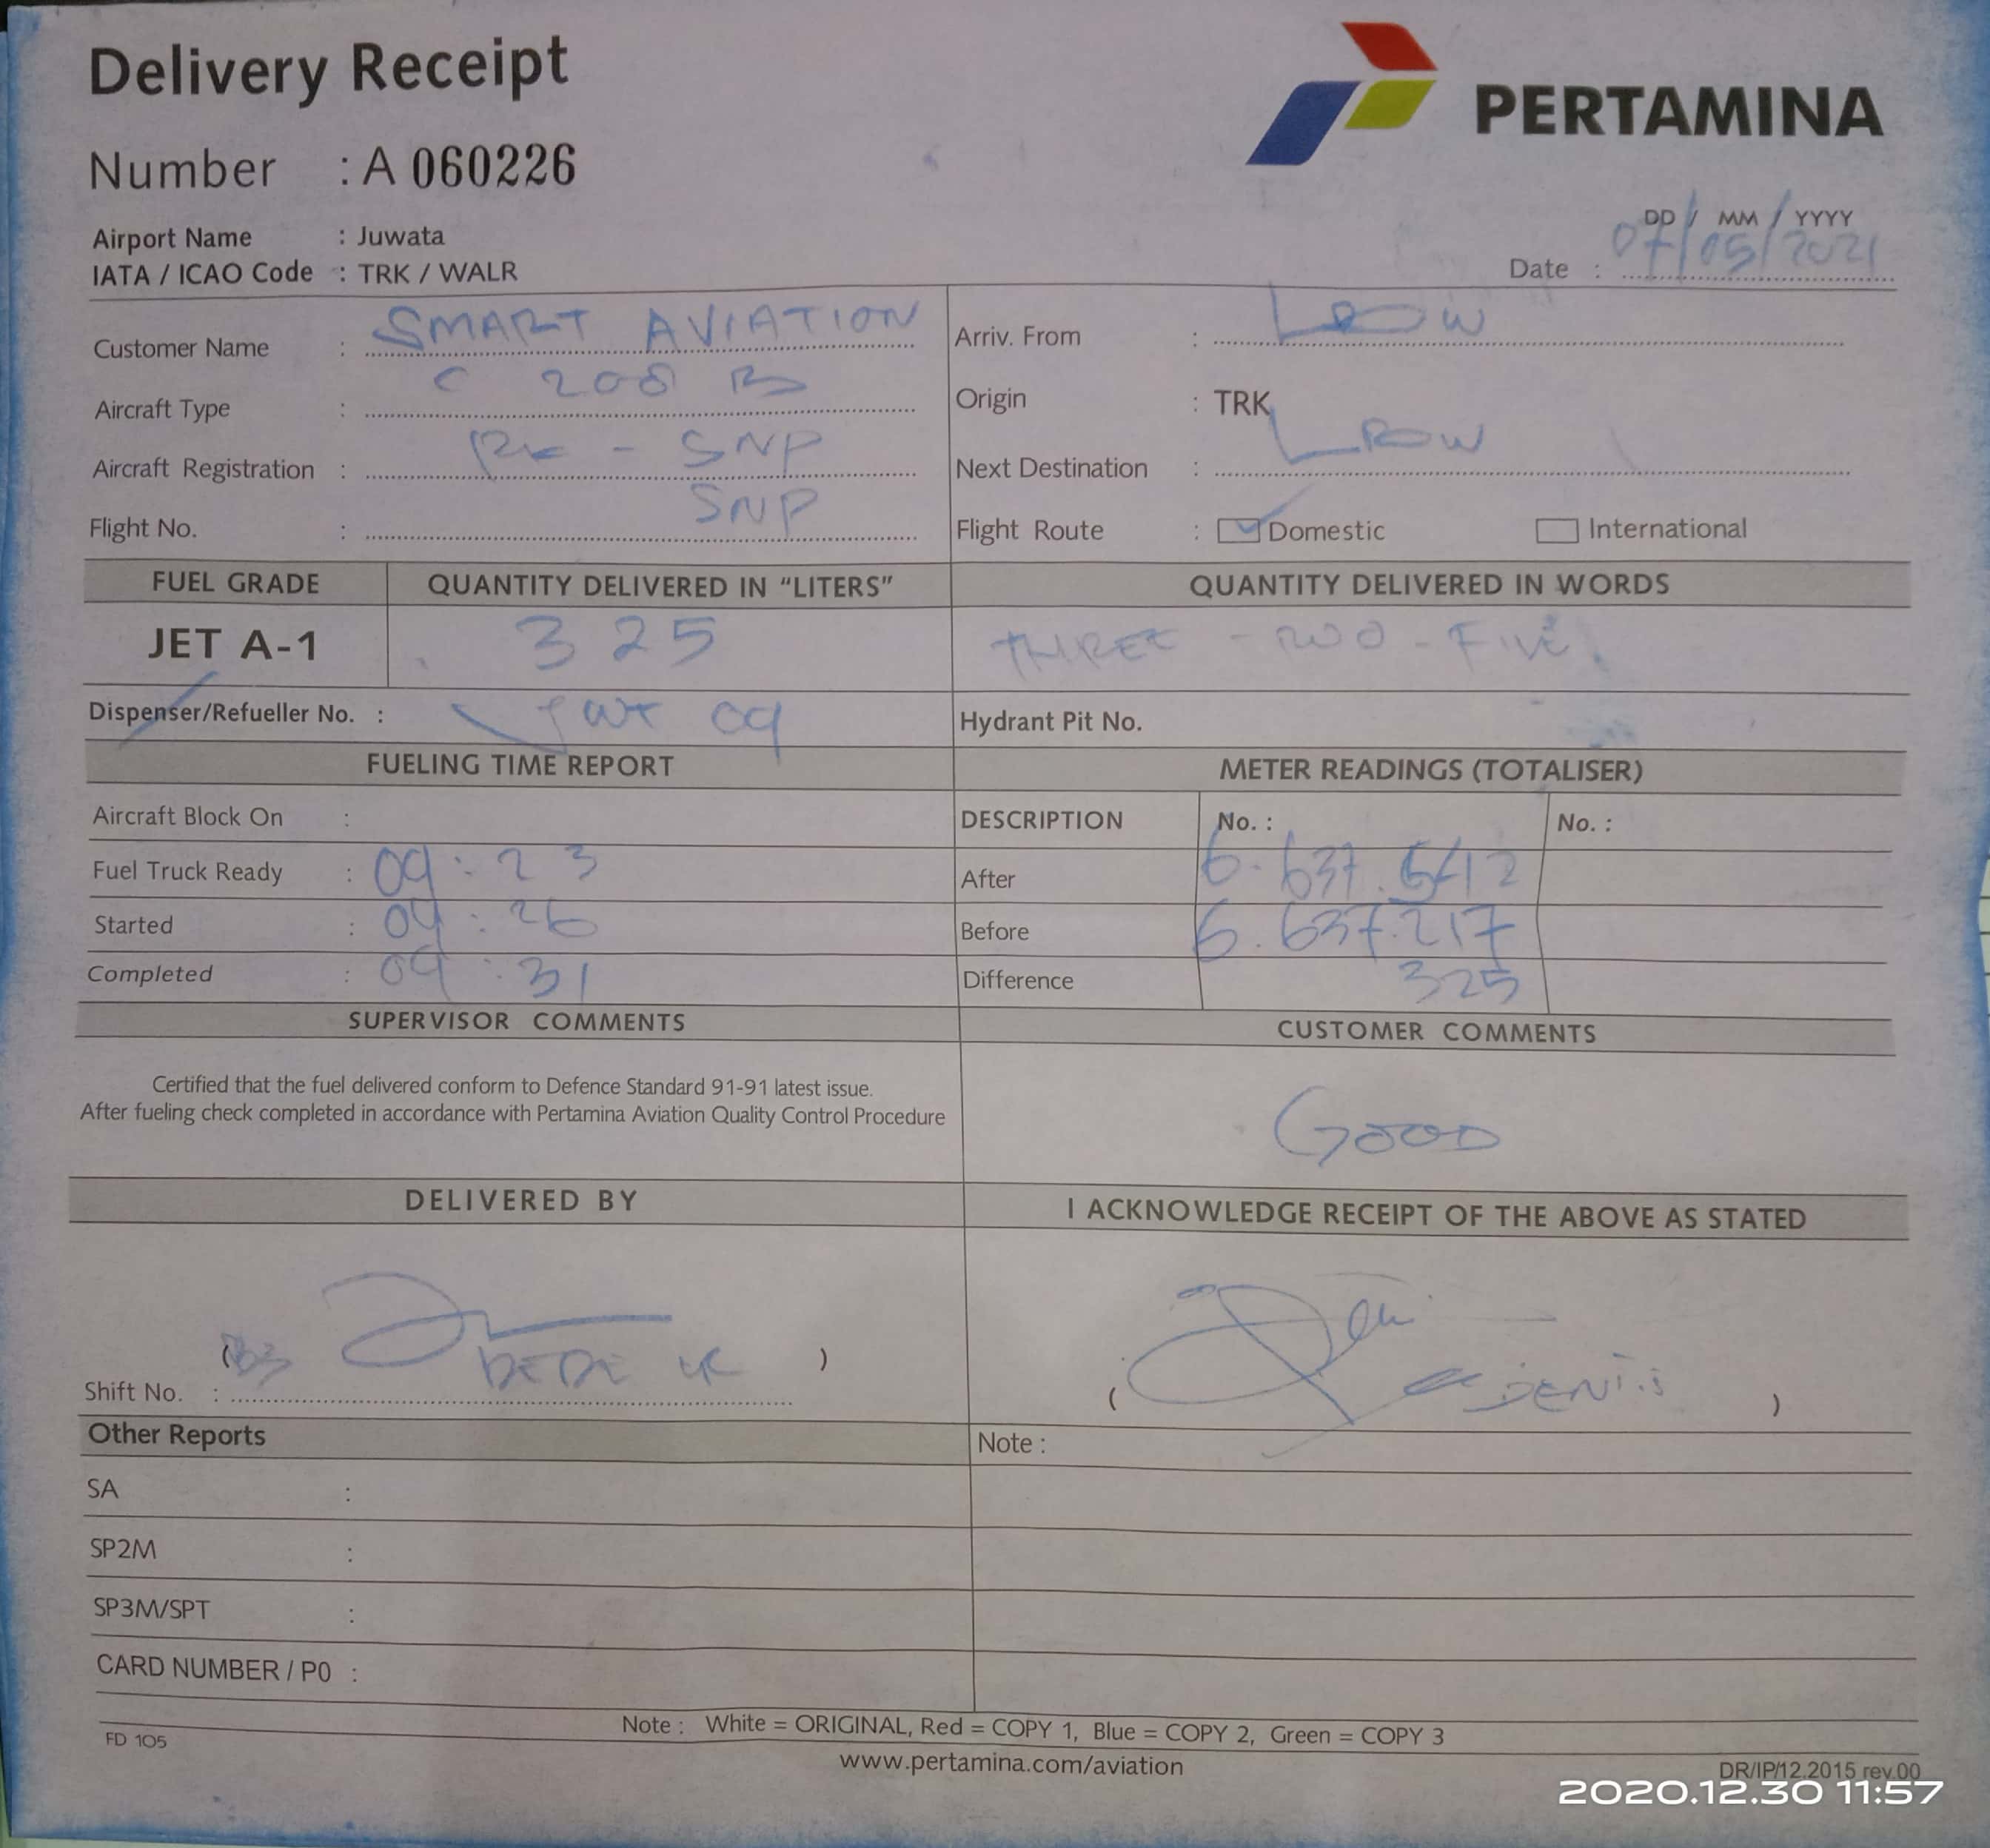 Delivery Receipt
PERTAMINA
Number : A 060226
Airport Name : Juwata
IATA / ICAO Code : TRK / WALR
DD / MM / YYYY
Date : 07/05/2021
Customer Name : SMART AVIATION
Arriv. From :
Aircraft Type : C 208 B
Origin : TRK
Aircraft Registration : PK - SNP
Next Destination :
Flight No. : SNP
Flight Route : Domestic International
FUEL GRADE QUANTITY DELIVERED IN "LITERS" QUANTITY DELIVERED IN WORDS
JET A-1 325 THREE - TWO - FIVE
Dispenser/Refueller No. : 09
Hydrant Pit No.
FUELING TIME REPORT METER READINGS (TOTALISER)
Aircraft Block On :
DESCRIPTION No. : No. :
Fuel Truck Ready : 09 : 23
After 6.637.542
Started : 09 : 26
Before 6.637.217
Completed : 09 : 31
Difference 325
SUPERVISOR COMMENTS CUSTOMER COMMENTS
Certified that the fuel delivered conform to Defence Standard 91-91 latest issue.
After fueling check completed in accordance with Pertamina Aviation Quality Control Procedure
GOOD
DELIVERED BY I ACKNOWLEDGE RECEIPT OF THE ABOVE AS STATED
( DEDE )
Shift No. :
( DENI.S )
Other Reports Note :
SA :
SP2M :
SP3M/SPT :
CARD NUMBER / P0 :
Note : White = ORIGINAL, Red = COPY 1, Blue = COPY 2, Green = COPY 3
FD 105
www.pertamina.com/aviation
DR/IP/12.2015 rev.00
2020.12.30 11:57